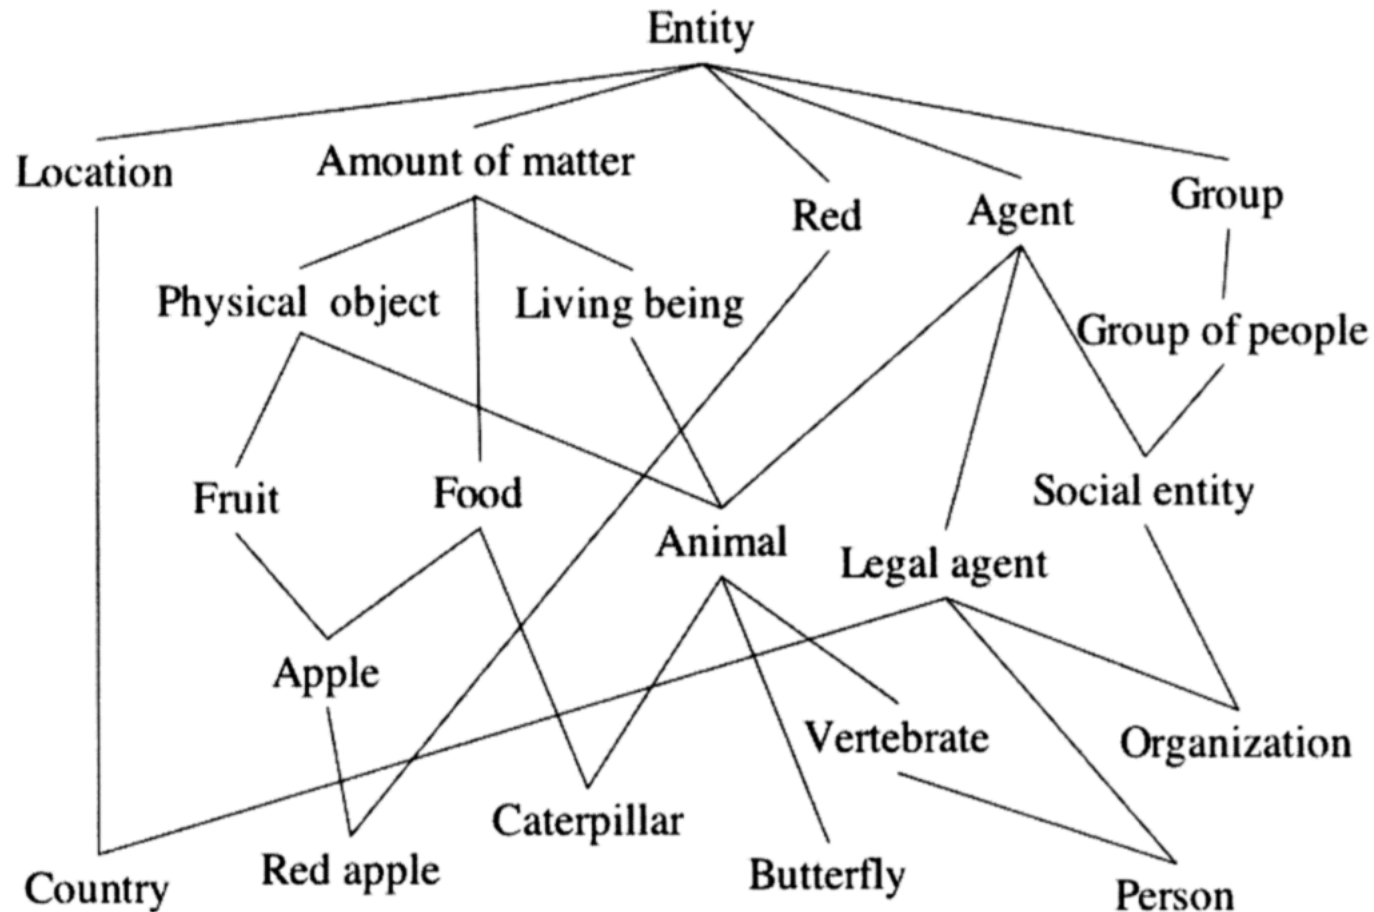 Entity
Location
Amount of matter
Red
Agent
Group
Physical object
Living being
Group of people
Fruit
Food
Animal
Legal agent
Social entity
Apple
Vertebrate
Organization
Caterpillar
Country
Red apple
Butterfly
Person